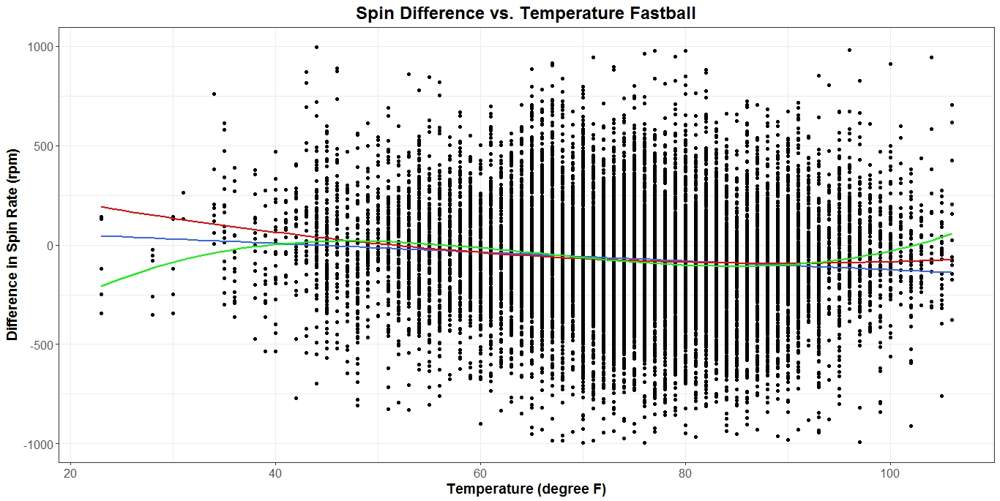 Spin Difference vs. Temperature Fastball
1000
500
0
-500
-1000
Difference in Spin Rate (rpm)
20 40 60 80 100
Temperature (degree F)